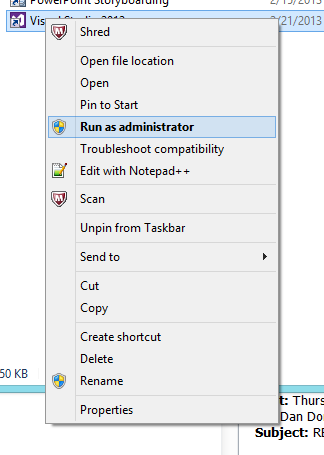 PowerPoint Storyboarding 2/15/2013
Visual Studio 2012 2/21/2013
Shred
Open file location
Open
Pin to Start
Run as administrator
Troubleshoot compatibility
Edit with Notepad++
Scan
Unpin from Taskbar
Send to
Cut
Copy
Create shortcut
Delete
Rename
Properties
50 KB
t: Thurs
Dan Do
Subject: RE